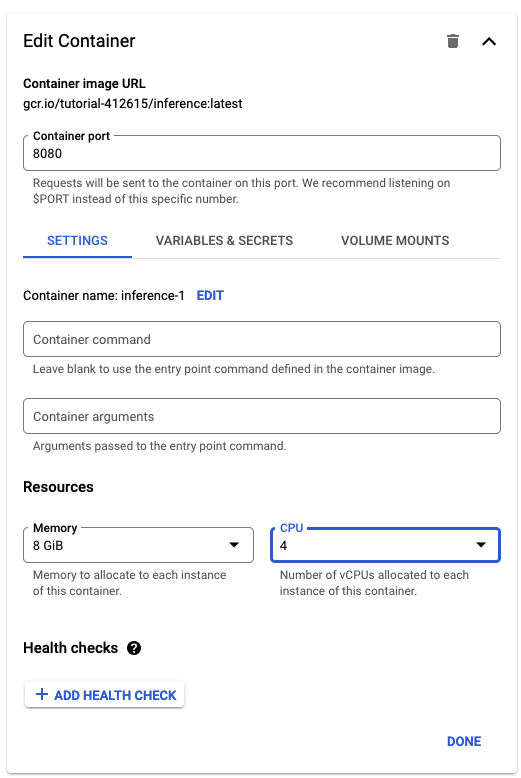 Edit Container
Container image URL
gcr.io/tutorial-412615/inference:latest
Container port
8080
Requests will be sent to the container on this port. We recommend listening on
$PORT instead of this specific number.
SETTINGS VARIABLES & SECRETS VOLUME MOUNTS
Container name: inference-1 EDIT
Container command
Leave blank to use the entry point command defined in the container image.
Container arguments
Arguments passed to the entry point command.
Resources
Memory
8 GiB
Memory to allocate to each instance
of this container.
CPU
4
Number of vCPUs allocated to each
instance of this container.
Health checks ?
+ ADD HEALTH CHECK
DONE